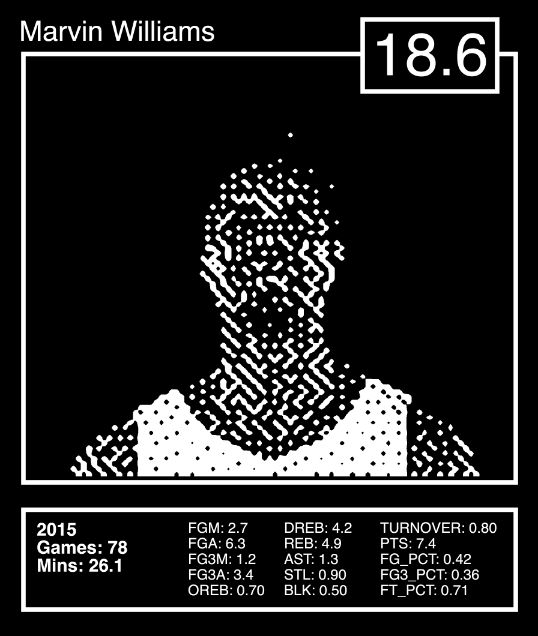 Marvin Williams
18.6
2015
Games: 78
Mins: 26.1
FGM: 2.7
FGA: 6.3
FG3M: 1.2
FG3A: 3.4
OREB: 0.70
DREB: 4.2
REB: 4.9
AST: 1.3
STL: 0.90
BLK: 0.50
TURNOVER: 0.80
PTS: 7.4
FG_PCT: 0.42
FG3_PCT: 0.36
FT_PCT: 0.71